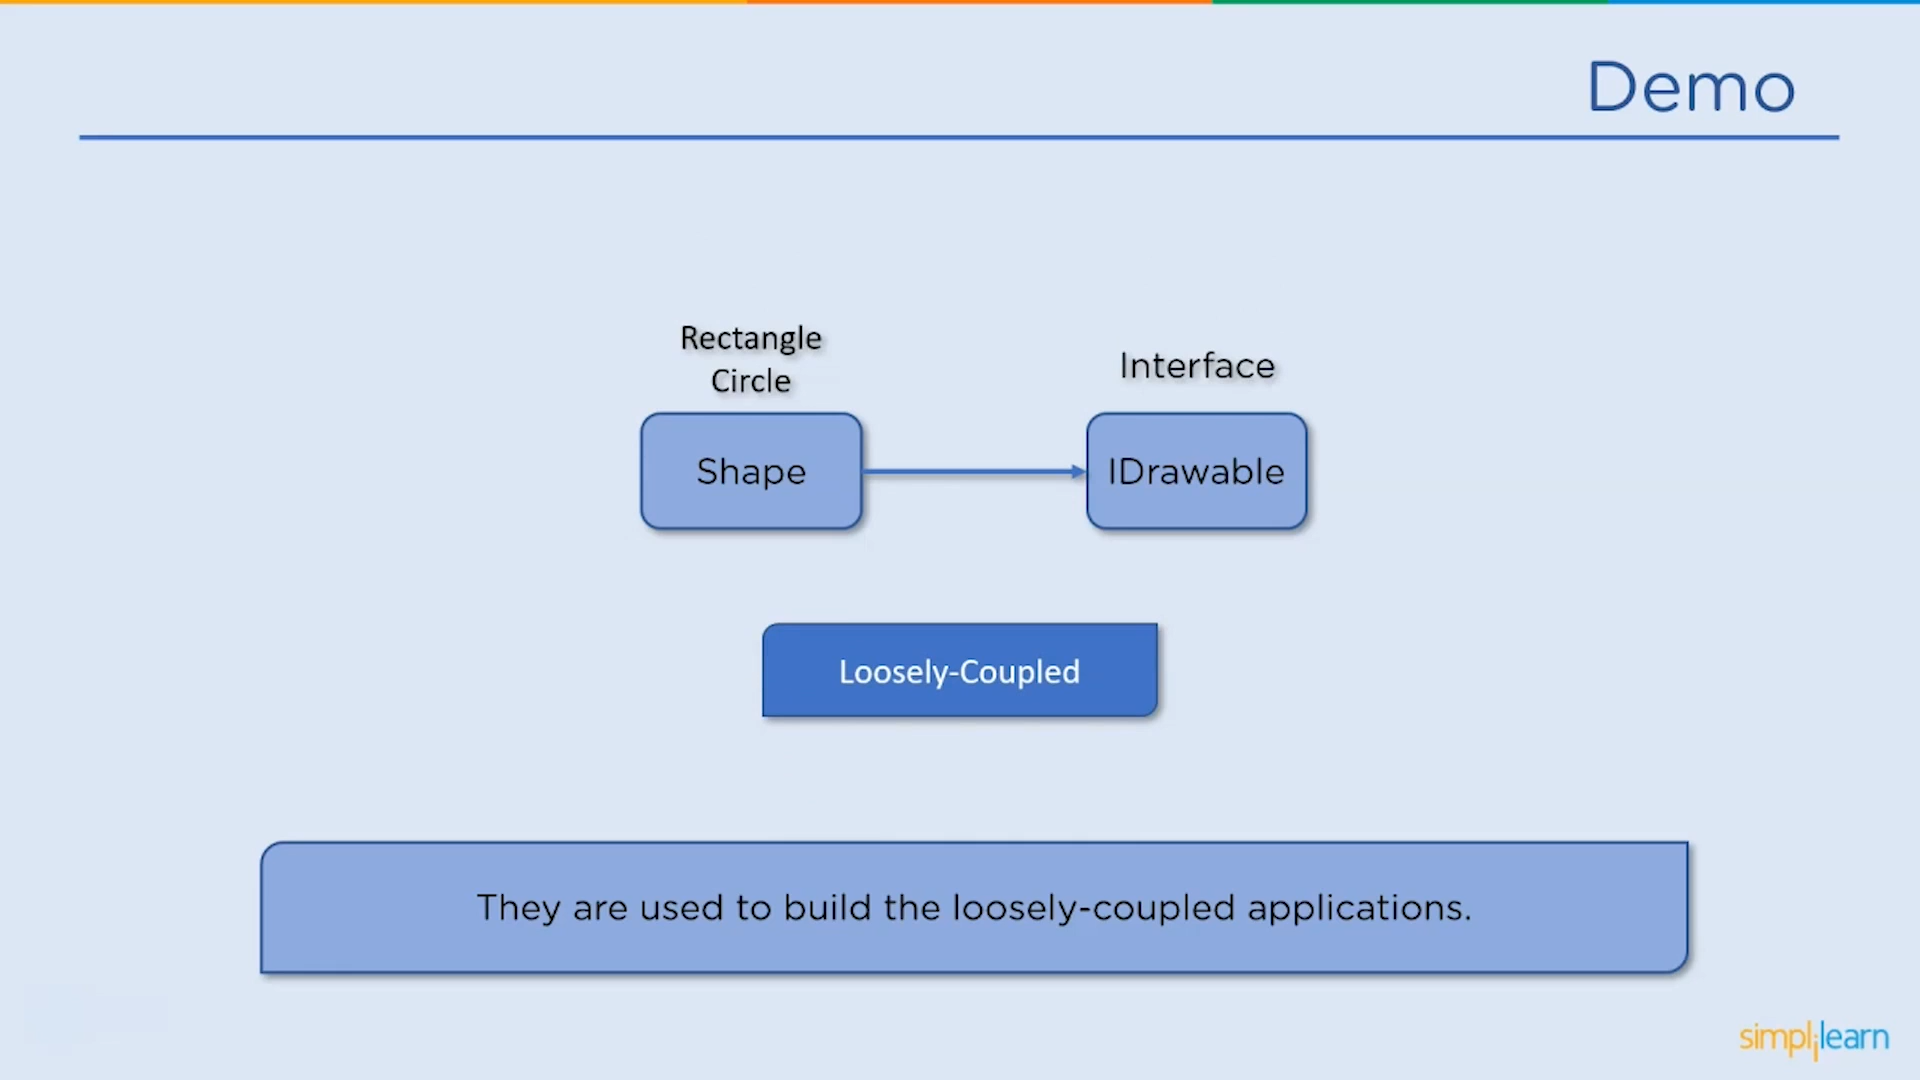 Demo
Rectangle
Circle
Interface
Shape
IDrawable
Loosely-Coupled
They are used to build the loosely-coupled applications.
simplilearn